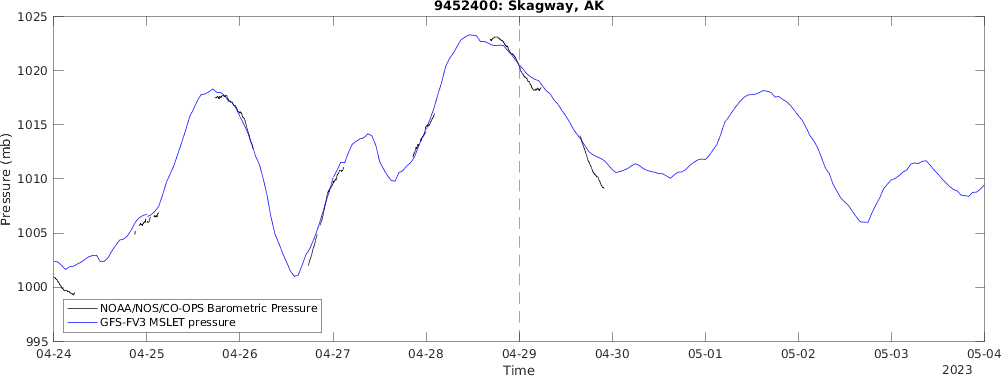 9452400: Skagway, AK
1025
1020
1015
1010
1005
1000
995
Pressure (mb)
NOAA/NOS/CO-OPS Barometric Pressure
GFS-FV3 MSLET pressure
04-24 04-25 04-26 04-27 04-28 04-29 04-30 05-01 05-02 05-03 05-04
Time
2023